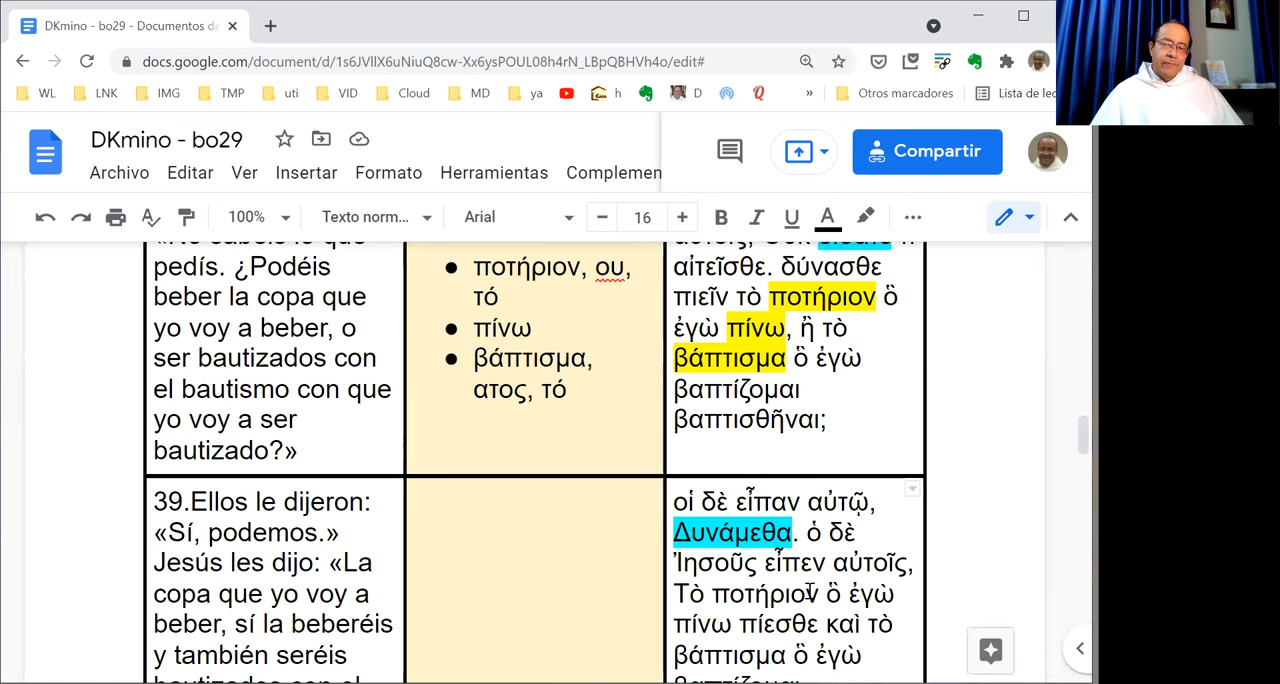 DKmino - bo29 - Documentos de
docs.google.com/document/d/1s6JVllX6uNiuQ8cw-Xx6ysPOUL08h4rN_LBpQBHVh4o/edit#
WL LNK IMG TMP uti VID Cloud MD ya h D » Otros marcadores Lista de lec
DKmino - bo29
Archivo Editar Ver Insertar Formato Herramientas Complemen
Compartir
100% Texto norm... Arial 16 B I U A
pedís. ¿Podéis
beber la copa que
yo voy a beber, o
ser bautizados con
el bautismo con que
yo voy a ser
bautizado?»
ποτήριον, ου,
τό
πίνω
βάπτισμα,
ατος, τό
αἰτεῖσθε. δύνασθε
πιεῖν τὸ ποτήριον ὃ
ἐγὼ πίνω, ἢ τὸ
βάπτισμα ὃ ἐγὼ
βαπτίζομαι
βαπτισθῆναι;
39.Ellos le dijeron:
«Sí, podemos.»
Jesús les dijo: «La
copa que yo voy a
beber, sí la beberéis
y también seréis
οἱ δὲ εἶπαν αὐτῷ,
Δυνάμεθα. ὁ δὲ
Ἰησοῦς εἶπεν αὐτοῖς,
Τὸ ποτήριον ὃ ἐγὼ
πίνω πίεσθε καὶ τὸ
βάπτισμα ὃ ἐγὼ